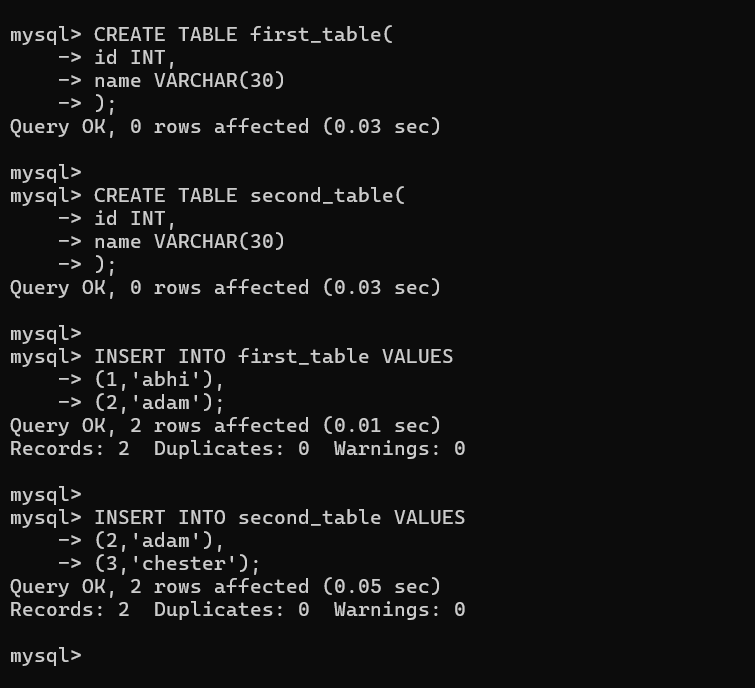 mysql> CREATE TABLE first_table(
    -> id INT,
    -> name VARCHAR(30)
    -> );
Query OK, 0 rows affected (0.03 sec)

mysql>
mysql> CREATE TABLE second_table(
    -> id INT,
    -> name VARCHAR(30)
    -> );
Query OK, 0 rows affected (0.03 sec)

mysql>
mysql> INSERT INTO first_table VALUES
    -> (1,'abhi'),
    -> (2,'adam');
Query OK, 2 rows affected (0.01 sec)
Records: 2  Duplicates: 0  Warnings: 0

mysql>
mysql> INSERT INTO second_table VALUES
    -> (2,'adam'),
    -> (3,'chester');
Query OK, 2 rows affected (0.05 sec)
Records: 2  Duplicates: 0  Warnings: 0

mysql>